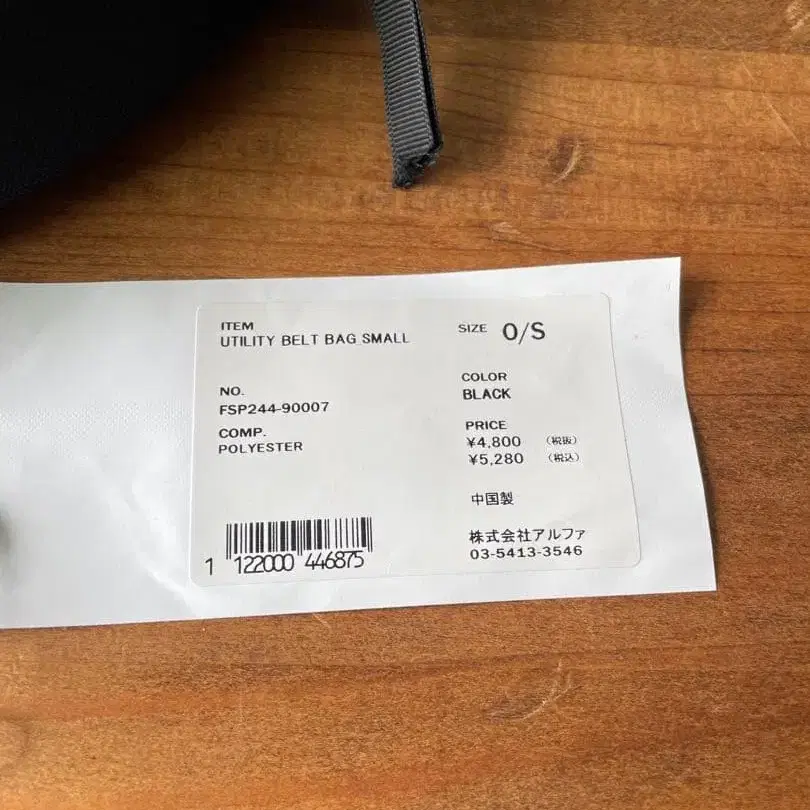 ITEM
UTILITY BELT BAG SMALL
SIZE O/S
NO.
FSP244-90007
COMP.
POLYESTER
COLOR
BLACK
PRICE
¥4,800 (税抜)
¥5,280 (税込)
中国製
株式会社アルファ
03-5413-3546
1 122000 446875